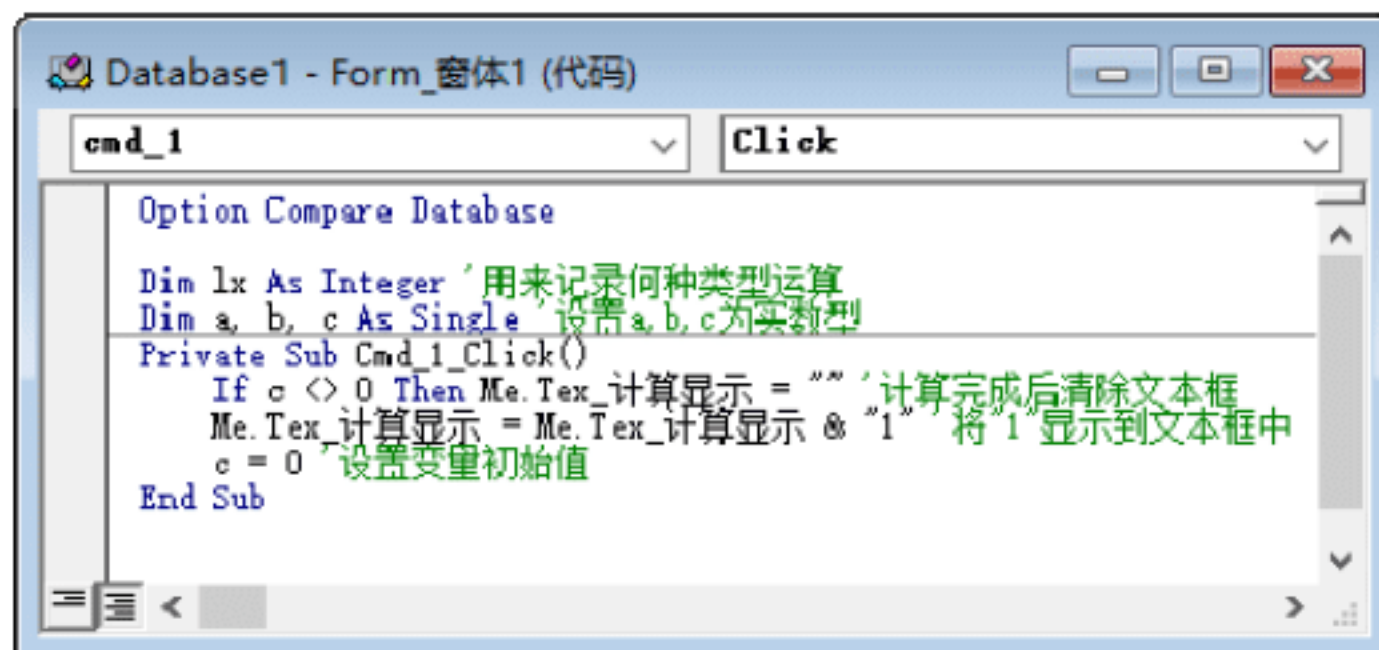 Database1 - Form_窗体1 (代码)
cmd_1
Click
Option Compare Database
Dim lx As Integer '用来记录何种类型运算
Dim a, b, c As Single '设置a,b,c为实数型
Private Sub Cmd_1_Click()
If c <> 0 Then Me.Tex_计算显示 = "" '计算完成后清除文本框
Me.Tex_计算显示 = Me.Tex_计算显示 & "1" '将"1"显示到文本框中
c = 0 '设置变量初始值
End Sub